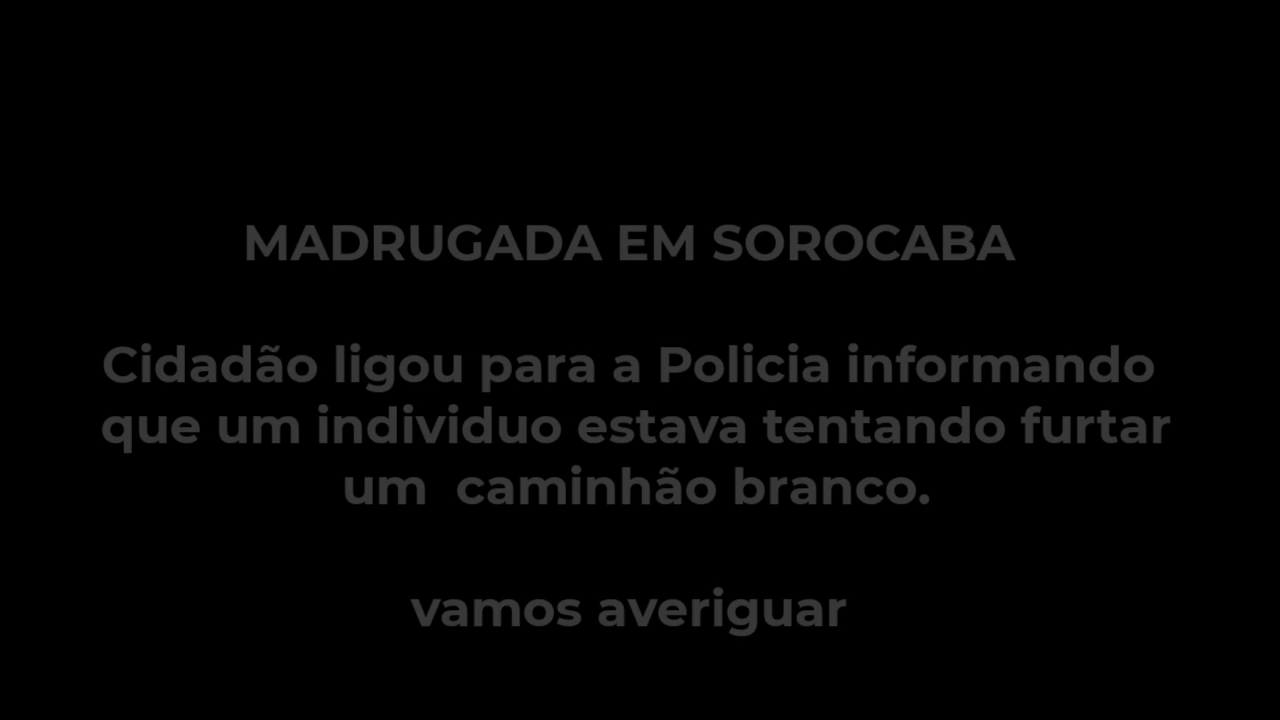 MADRUGADA EM SOROCABA
Cidadão ligou para a Policia informando
que um individuo estava tentando furtar
um caminhão branco.
vamos averiguar